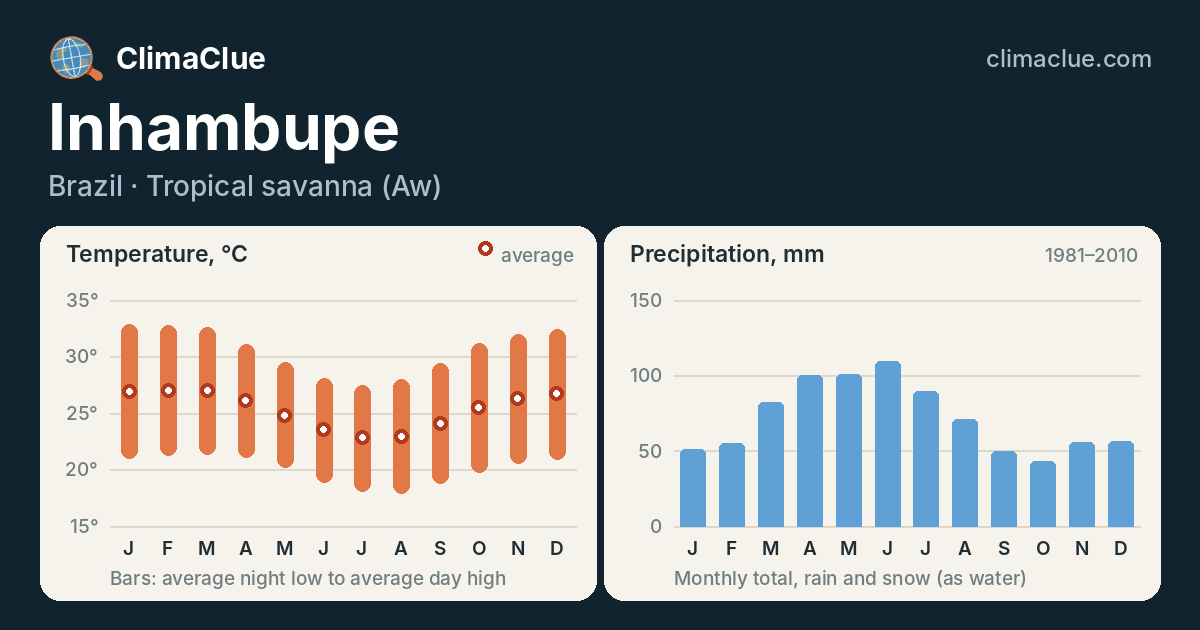 ClimaClue
climaclue.com
Inhambupe
Brazil · Tropical savanna (Aw)
Temperature, °C
average
35°
30°
25°
20°
15°
J F M A M J J A S O N D
Bars: average night low to average day high
Precipitation, mm
1981–2010
150
100
50
0
J F M A M J J A S O N D
Monthly total, rain and snow (as water)